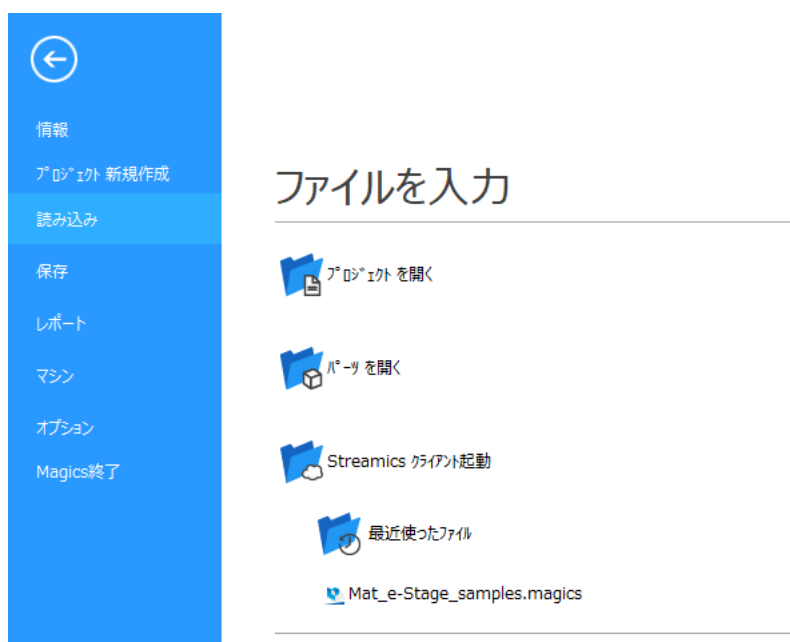 情報
ﾌﾟﾛｼﾞｪｸﾄ 新規作成
読み込み
保存
レポート
マシン
オプション
Magics終了
ファイルを入力
ﾌﾟﾛｼﾞｪｸﾄ を開く
ﾊﾟｰﾂ を開く
Streamics ｸﾗｲｱﾝﾄ起動
最近使ったﾌｧｲﾙ
Mat_e-Stage_samples.magics